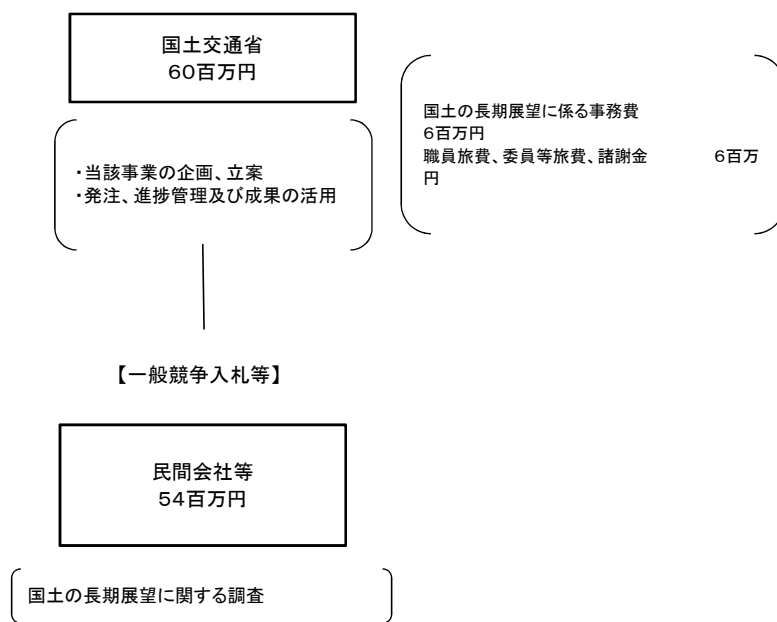 国土交通省
60百万円
国土の長期展望に係る事務費
6百万円
職員旅費、委員等旅費、諸謝金　　　　6百万
円
・当該事業の企画、立案
・発注、進捗管理及び成果の活用
【一般競争入札等】
民間会社等
54百万円
国土の長期展望に関する調査